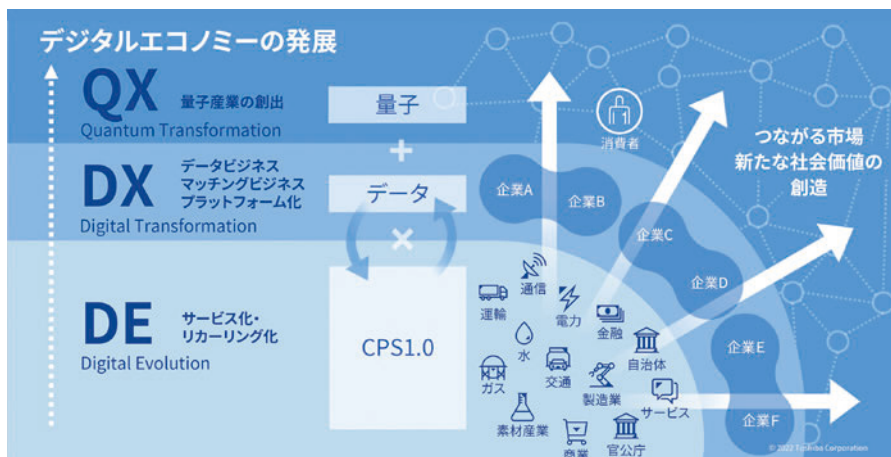 デジタルエコノミーの発展
QX
量子産業の創出
Quantum Transformation
量子
+
DX
データビジネス
マッチングビジネス
プラットフォーム化
Digital Transformation
データ
×
DE
サービス化・
リカーリング化
Digital Evolution
CPS1.0
消費者
つながる市場
新たな社会価値の
創造
企業A
企業B
企業C
企業D
企業E
企業F
通信
運輸
電力
金融
水
自治体
ガス
交通
製造業
サービス
素材産業
商業
官公庁
© 2022 Toshiba Corporation